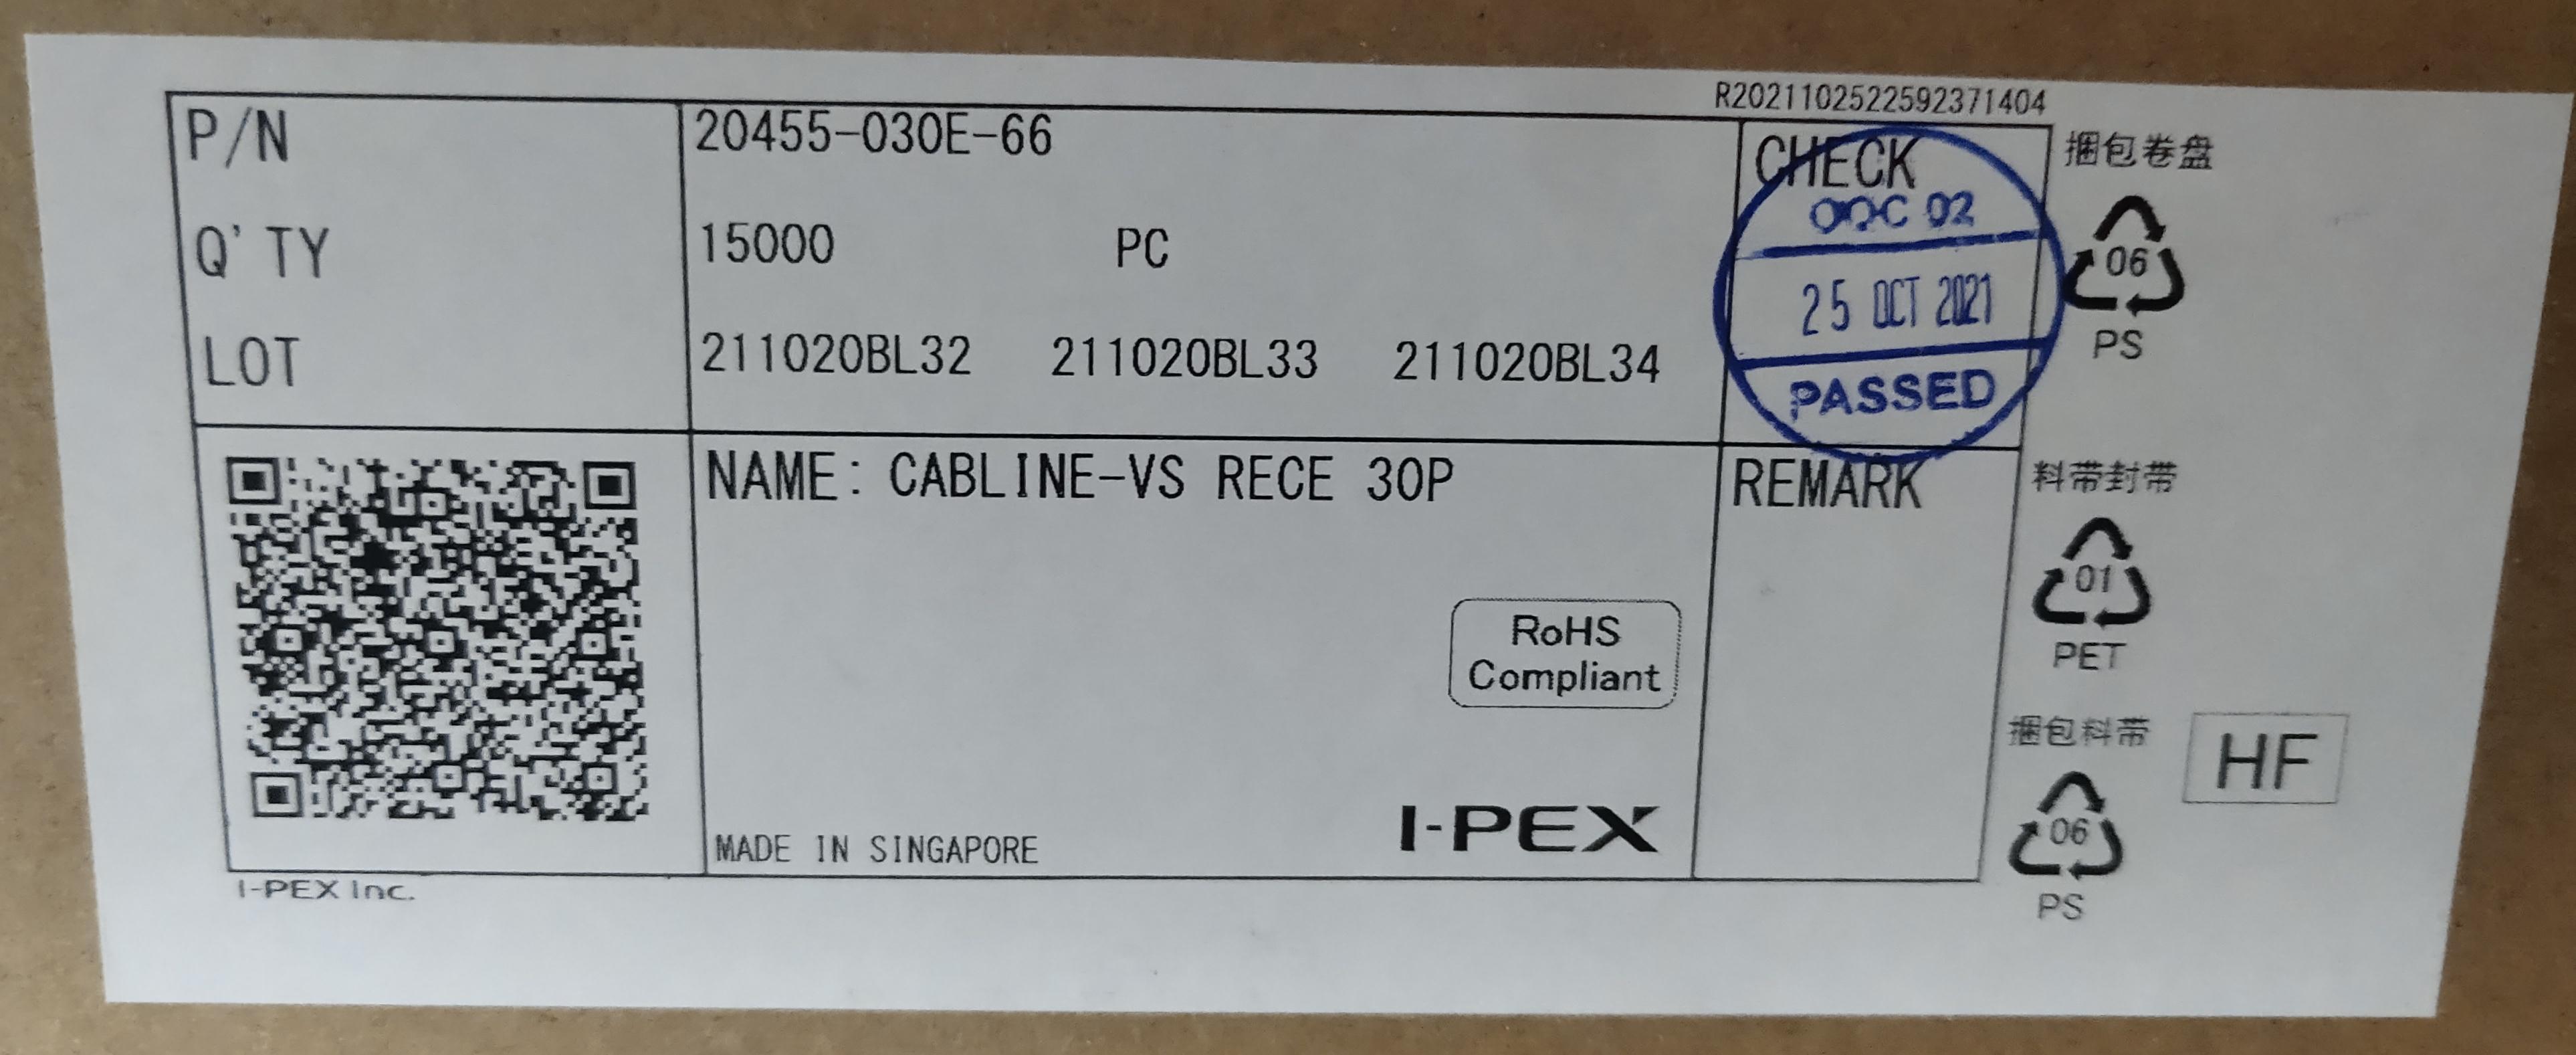 R2021102522592371404
P/N 20455-030E-66
Q'TY 15000 PC
LOT 211020BL32 211020BL33 211020BL34
CHECK
OQC 02
25 OCT 2021
PASSED
NAME: CABLINE-VS RECE 30P
REMARK
RoHS
Compliant
MADE IN SINGAPORE
I-PEX
I-PEX Inc.
捆包卷盘
06
PS
料带封带
01
PET
捆包料带
06
PS
HF